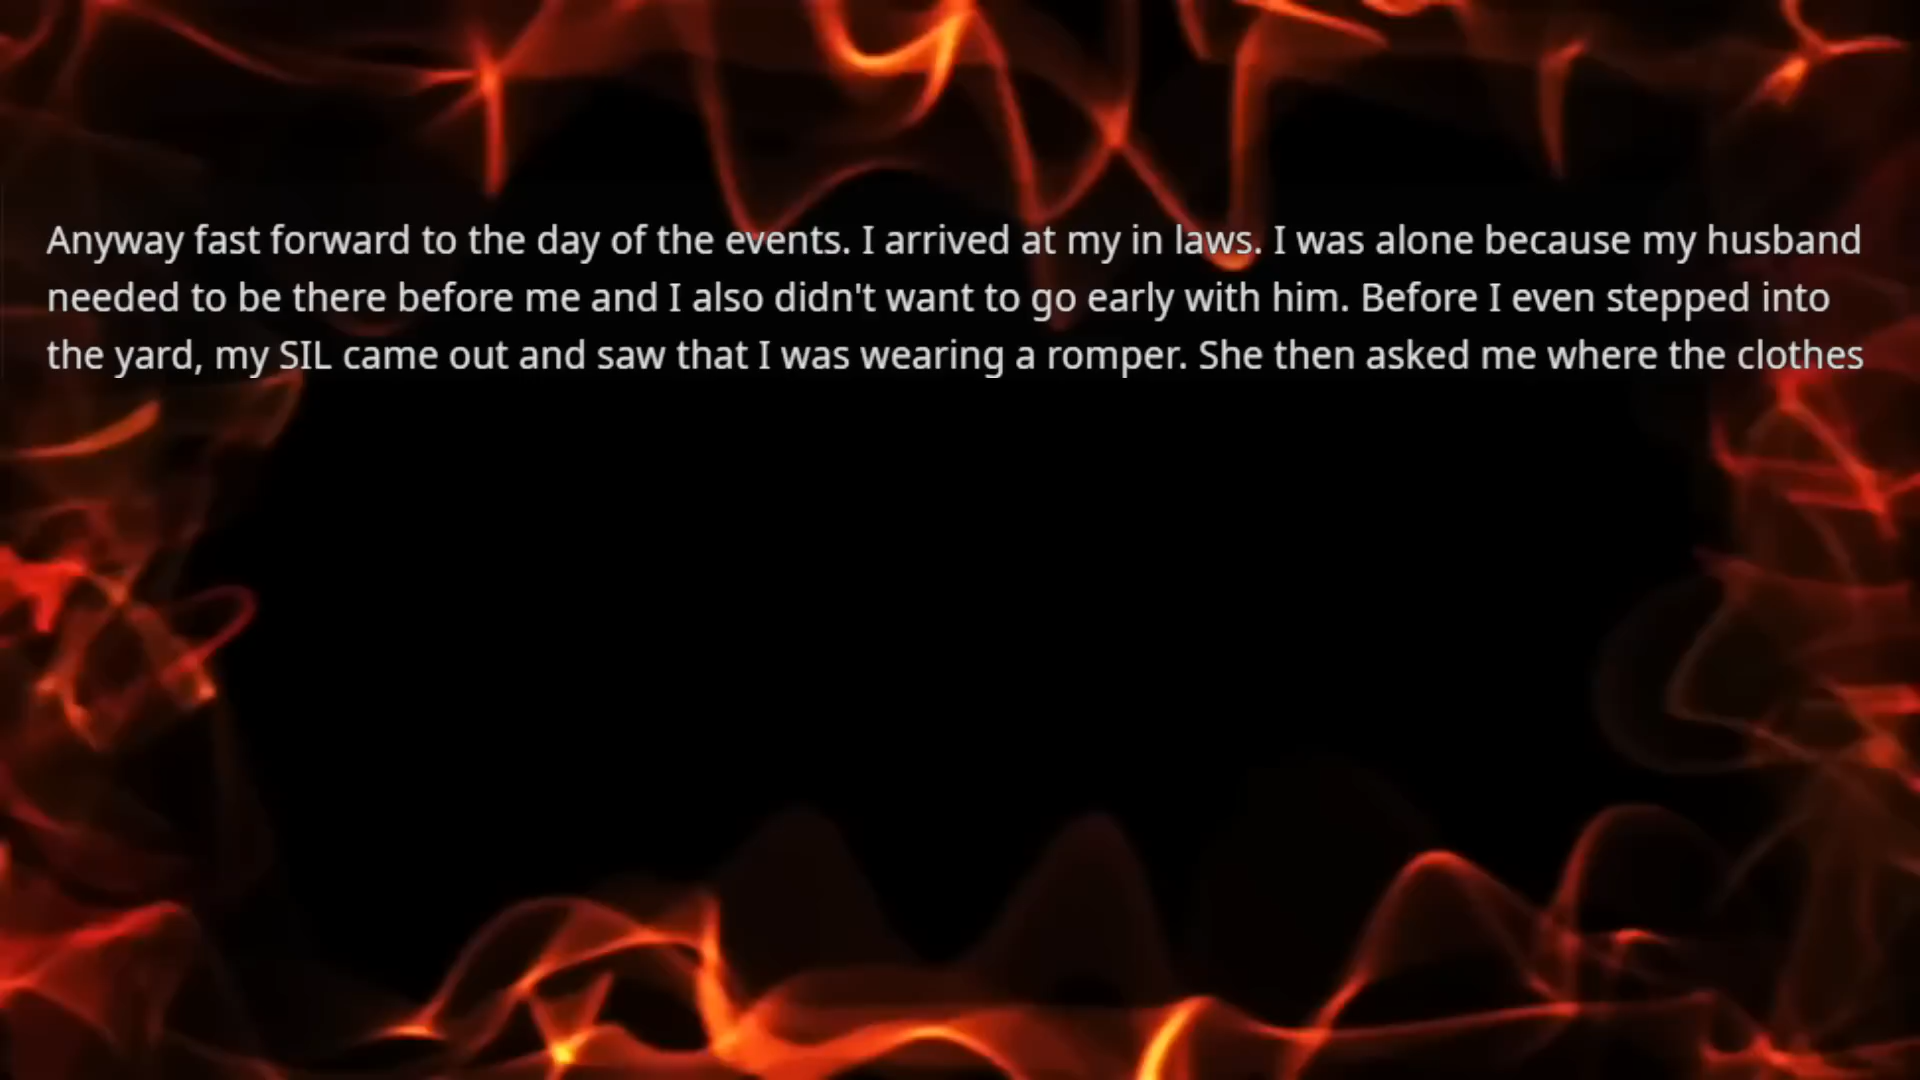 Anyway fast forward to the day of the events. I arrived at my in laws. I was alone because my husband
needed to be there before me and I also didn't want to go early with him. Before I even stepped into
the yard, my SIL came out and saw that I was wearing a romper. She then asked me where the clothes